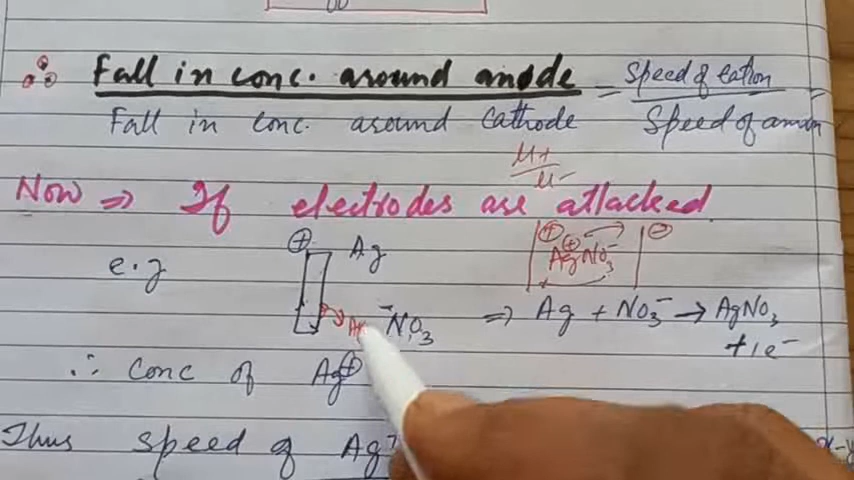 ∴ Fall in conc. around anode = Speed of cation
Fall in conc. around Cathode Speed of anion
μ+
μ-
Now ⇒ If electrodes are attacked.
e.g ⊕ Ag ⊕ ⊕ AgNO3- ⊖
-NO3 ⇒ Ag + NO3- → AgNO3
+1e-
∴ Conc of Ag⊕
Thus speed of Ag+